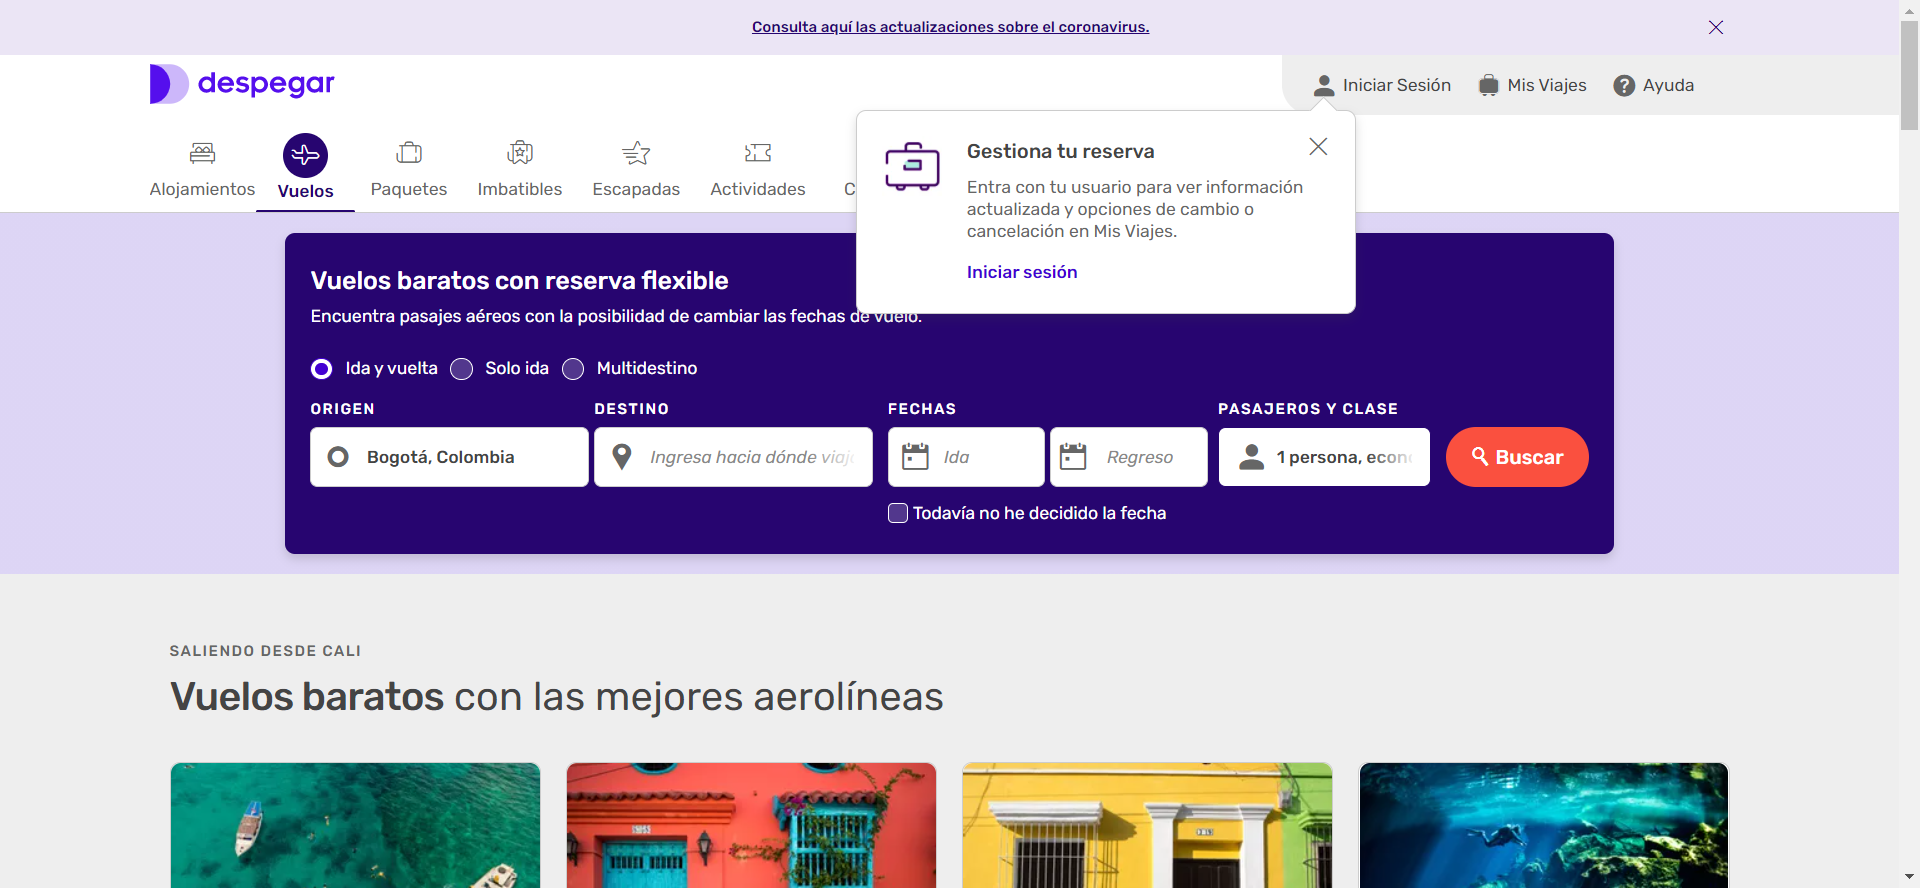 Consulta aquí las actualizaciones sobre el coronavirus.
despegar
Iniciar Sesión
Mis Viajes
Ayuda
Alojamientos
Vuelos
Paquetes
Imbatibles
Escapadas
Actividades
C
Gestiona tu reserva
Entra con tu usuario para ver información
actualizada y opciones de cambio o
cancelación en Mis Viajes.
Iniciar sesión
Vuelos baratos con reserva flexible
Encuentra pasajes aéreos con la posibilidad de cambiar las fechas de vuelo.
Ida y vuelta
Solo ida
Multidestino
ORIGEN
DESTINO
FECHAS
PASAJEROS Y CLASE
Bogotá, Colombia
Ingresa hacia dónde viaj
Ida
Regreso
1 persona, econ
Buscar
Todavía no he decidido la fecha
SALIENDO DESDE CALI
Vuelos baratos con las mejores aerolíneas